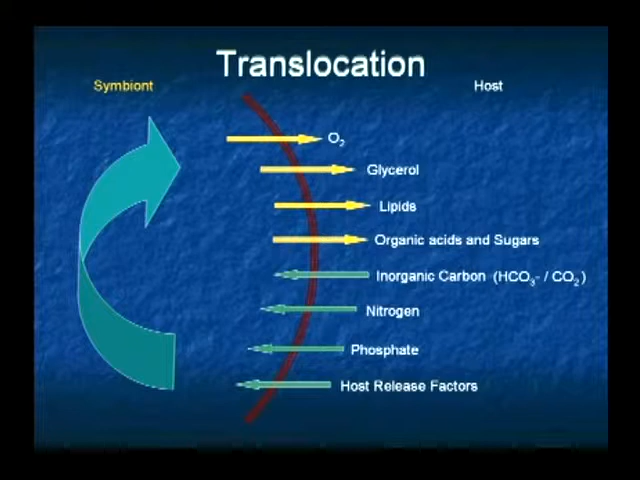 Translocation
Symbiont
Host
O₂
Glycerol
Lipids
Organic acids and Sugars
Inorganic Carbon (HCO₃- / CO₂)
Nitrogen
Phosphate
Host Release Factors